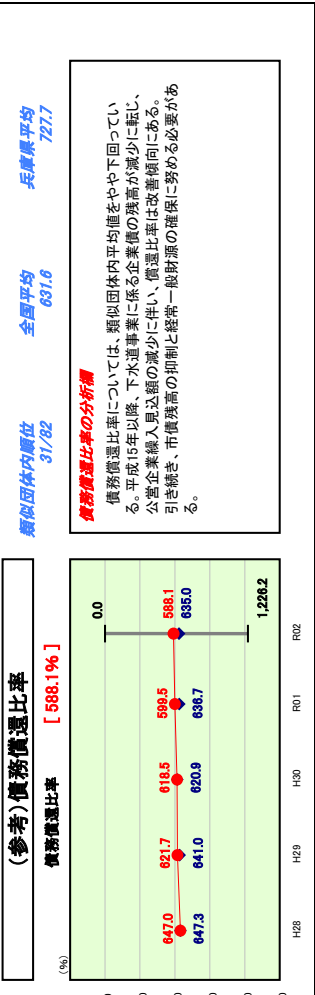 (参考)債務償還比率
債務償還比率 [ 588.1% ]
類似団体内順位 31/82
全国平均 631.6
兵庫県平均 727.7
(%)
0.0
647.0
621.7
618.5
599.5
588.1
647.3
641.0
620.9
636.7
635.0
1,226.2
H28 H29 H30 R01 R02
債務償還比率の分析欄
債務償還比率については、類似団体内平均値をやや下回ってい
る。平成15年以降、下水道事業に係る企業債の残高が減少に転じ、
公営企業繰入見込額の減少に伴い、償還比率は改善傾向にある。
引き続き、市債残高の抑制と経常一般財源の確保に努める必要があ
る。